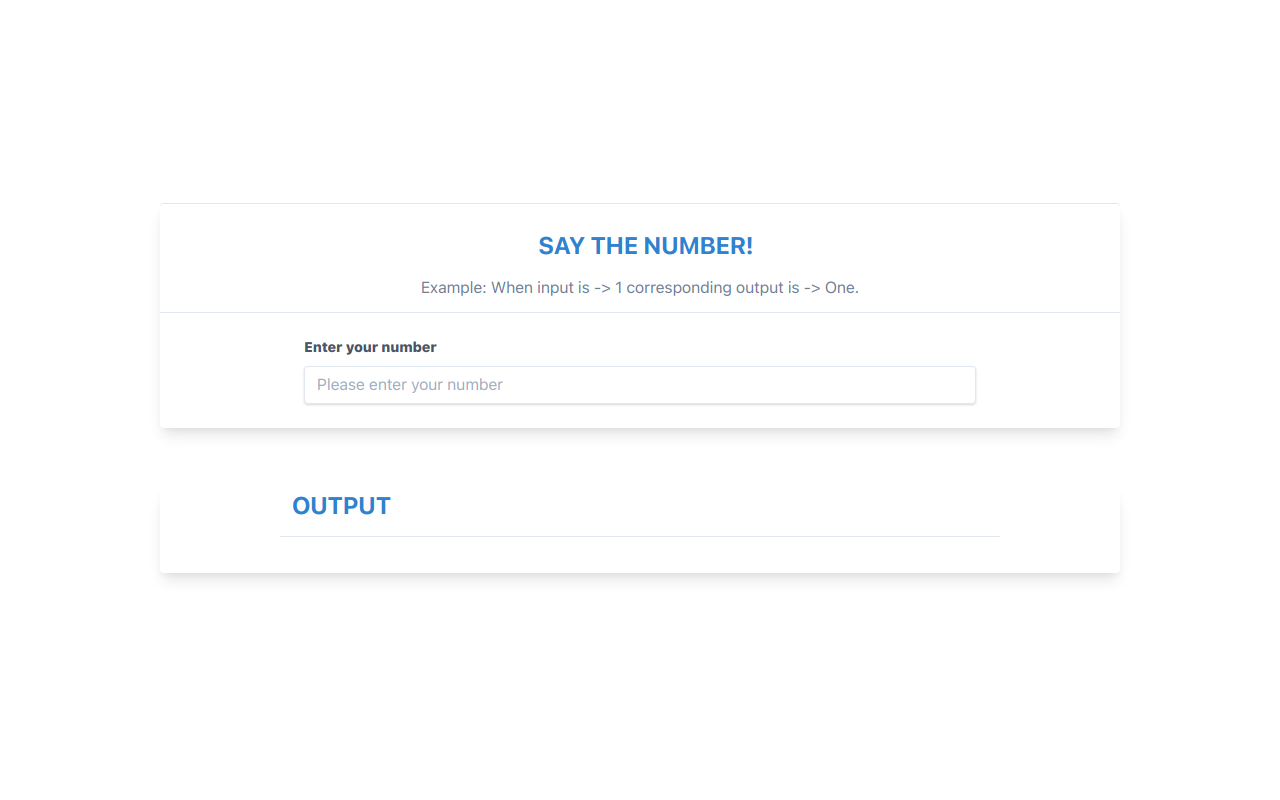 SAY THE NUMBER!
Example: When input is -> 1 corresponding output is -> One.
Enter your number
Please enter your number
OUTPUT